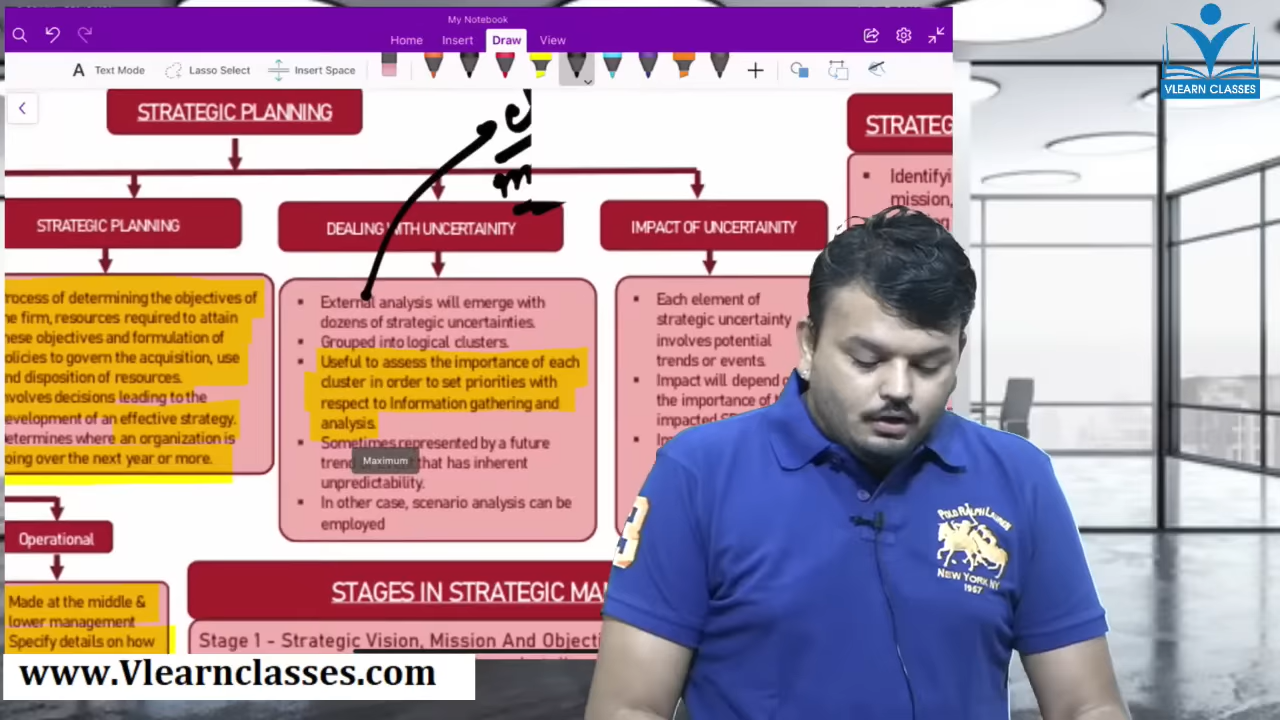 My Notebook
Home Insert Draw View
Text Mode Lasso Select Insert Space
VLEARN CLASSES
STRATEGIC PLANNING
e
m
STRATEG
Identifyi
mission,
STRATEGIC PLANNING
rocess of determining the objectives of
he firm, resources required to attain
hese objectives and formulation of
olicies to govern the acquisition, use
nd disposition of resources.
nvolves decisions leading to the
evelopment of an effective strategy.
etermines where an organization is
oing over the next year or more.
Operational
Made at the middle &
lower management
Specify details on how
DEALING WITH UNCERTAINITY
External analysis will emerge with
dozens of strategic uncertainties.
Grouped into logical clusters.
Useful to assess the importance of each
cluster in order to set priorities with
respect to Information gathering and
analysis.
Sometimes represented by a future
tren that has inherent
unpredictability.
In other case, scenario analysis can be
employed
Maximum
IMPACT OF UNCERTAINITY
Each element of
strategic uncertainty
involves potential
trends or events.
Impact will depend o
the importance of
impacted S
STAGES IN STRATEGIC MA
Stage 1 - Strategic Vision, Mission And Objecti
www.Vlearnclasses.com
POLO RALPH LAUREN
NEW YORK NY
1967
3